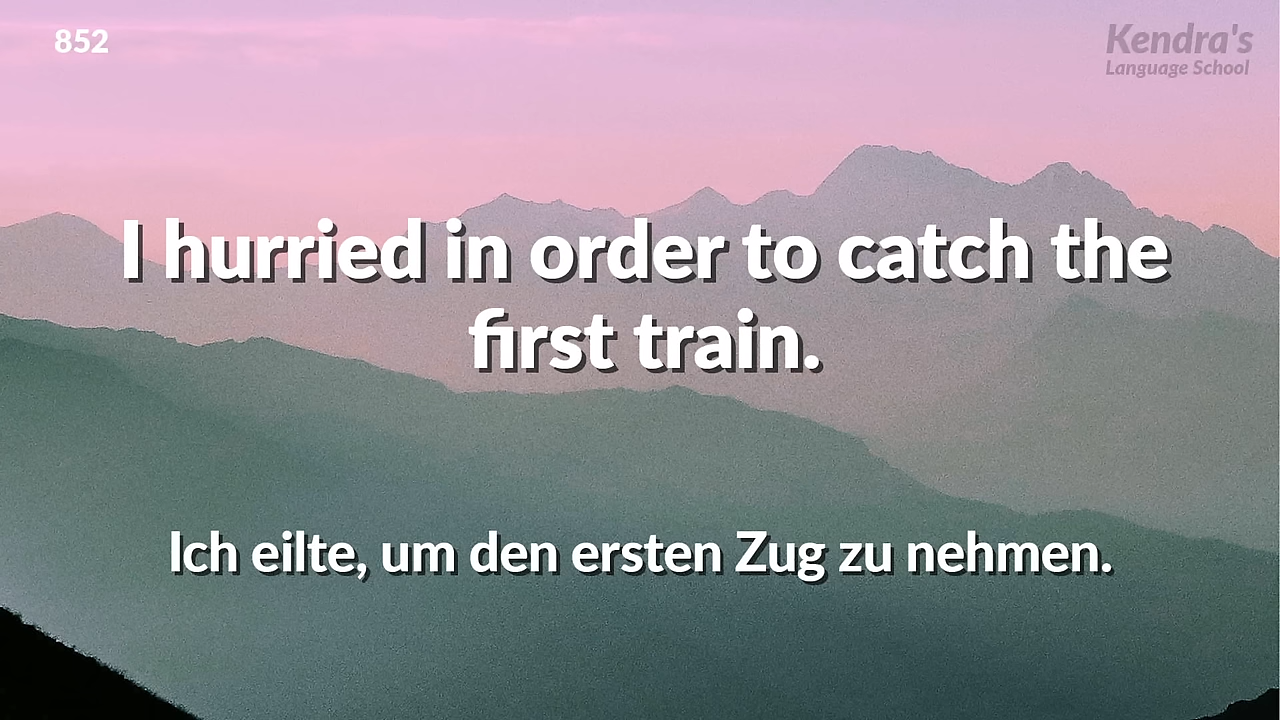 852
Kendra's
Language School
I hurried in order to catch the
first train.
Ich eilte, um den ersten Zug zu nehmen.